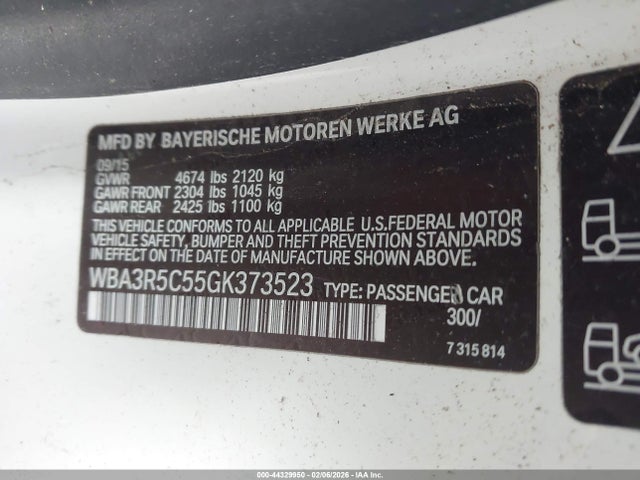 MFD BY BAYERISCHE MOTOREN WERKE AG
09/15
GVWR 4674 lbs 2120 kg
GAWR FRONT 2304 lbs 1045 kg
GAWR REAR 2425 lbs 1100 kg
THIS VEHICLE CONFORMS TO ALL APPLICABLE U.S.FEDERAL MOTOR
VEHICLE SAFETY, BUMPER AND THEFT PREVENTION
STANDARDS IN EFFECT ON THE DATE OF MANUFACTURE SHOWN ABOVE.
WBA3R5C55GK373523 TYPE: PASSENGER CAR
300/
7 315 814
000-44329950 - 02/06/2026 - IAA Inc.